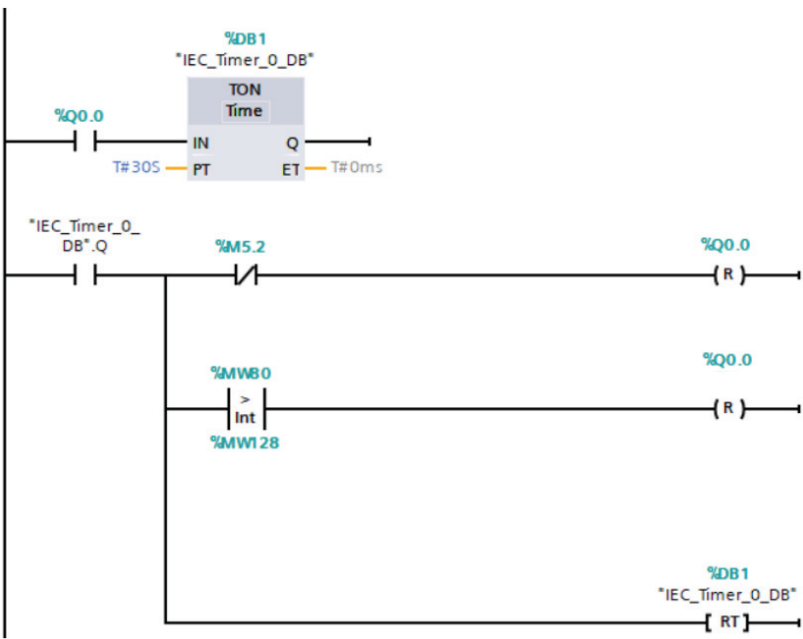 %DB1
"IEC_Timer_0_DB"
TON
Time
%Q0.0
IN
Q
T#30S
PT
ET
T#0ms
"IEC_Timer_0_
DB".Q
%M5.2
%Q0.0
( R )
%MW80
%Q0.0
>
Int
( R )
%MW128
%DB1
"IEC_Timer_0_DB"
[ RT ]